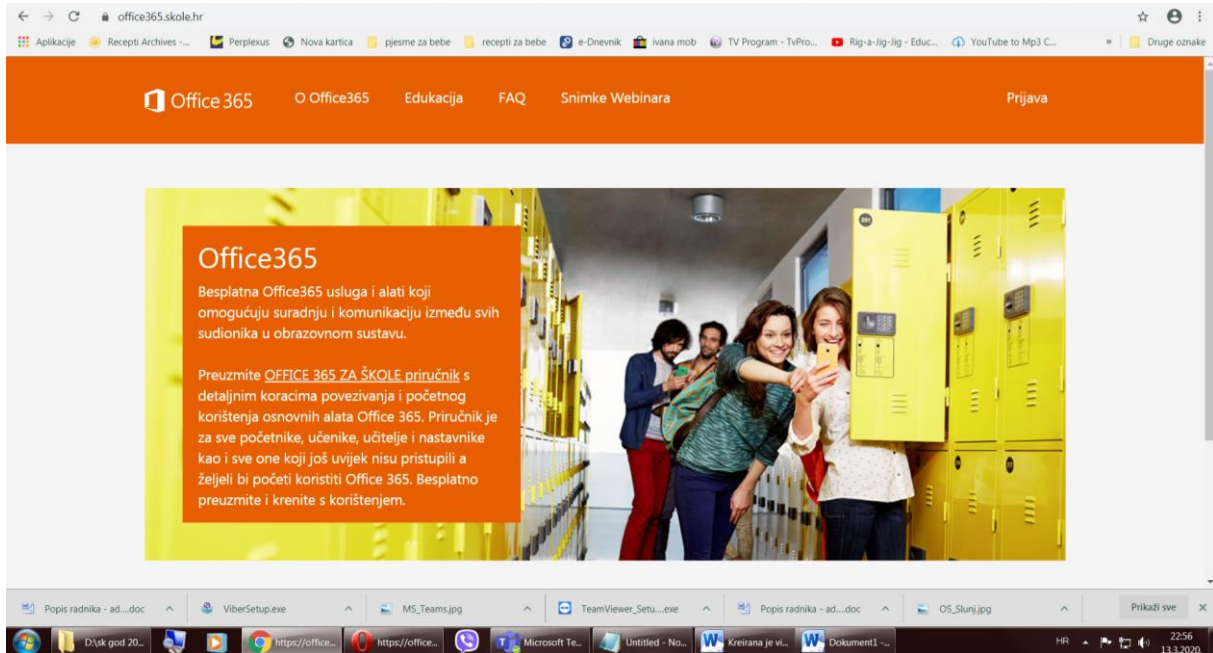 office365.skole.hr
Aplikacije Recepti Archives -... Perplexus Nova kartica pjesme za bebe recepti za bebe e-Dnevnik ivana mob TV Program - TvPro... Rig-a-Jig-Jig - Educ... YouTube to Mp3 C... » Druge oznake
Office 365 O Office365 Edukacija FAQ Snimke Webinara Prijava
Office365
Besplatna Office365 usluga i alati koji
omogućuju suradnju i komunikaciju između svih
sudionika u obrazovnom sustavu.
Preuzmite OFFICE 365 ZA ŠKOLE priručnik s
detaljnim koracima povezivanja i početnog
korištenja osnovnih alata Office 365. Priručnik je
za sve početnike, učenike, učitelje i nastavnike
kao i sve one koji još uvijek nisu pristupili a
željeli bi početi koristiti Office 365. Besplatno
preuzmite i krenite s korištenjem.
Popis radnika - ad....doc ViberSetup.exe MS_Teams.jpg TeamViewer_Setu....exe Popis radnika - ad....doc OS_Slunj.jpg Prikaži sve
D:\sk god 20... https://office... https://office... Microsoft Te... Untitled - No... Kreirana je vi... Dokument1 -... HR 22:56
13.3.2020.